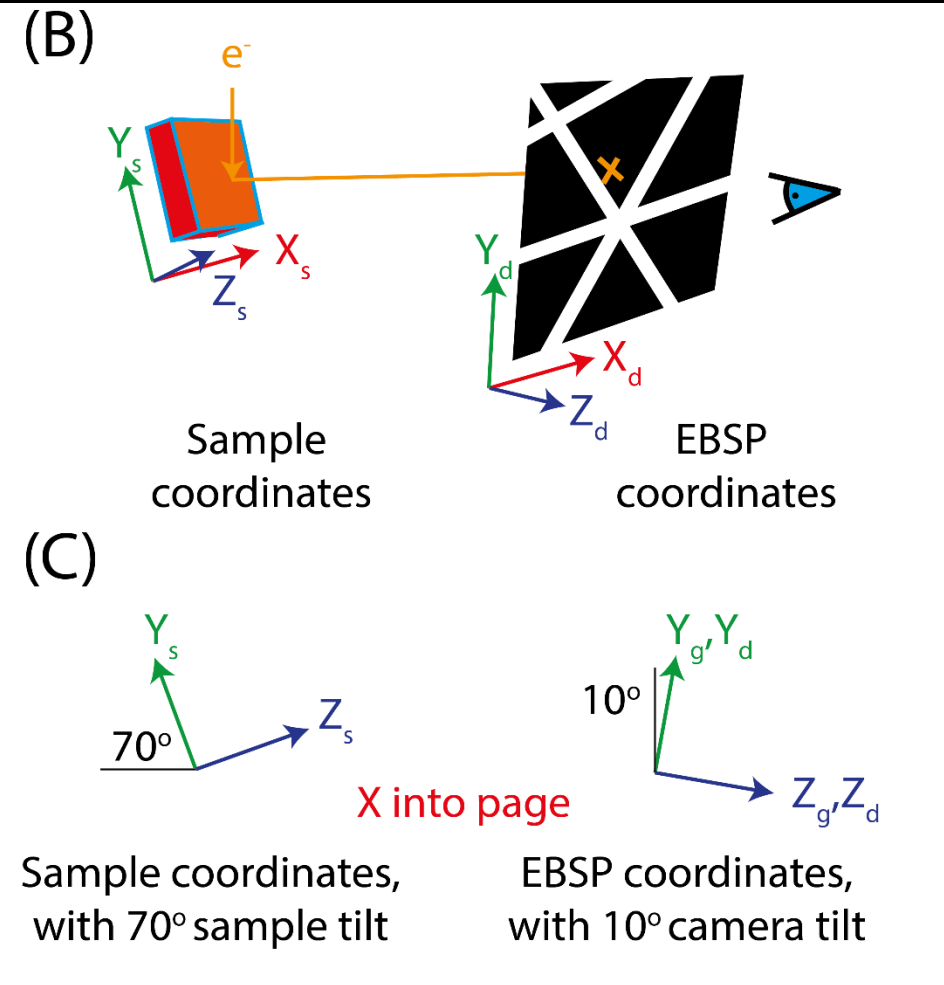 (B)
e-
Ys
Xs
Zs
Yd
Xd
Zd
Sample
coordinates
EBSP
coordinates
(C)
Ys
70o
Zs
Yg,Yd
10o
Zg,Zd
X into page
Sample coordinates,
with 70o sample tilt
EBSP coordinates,
with 10o camera tilt